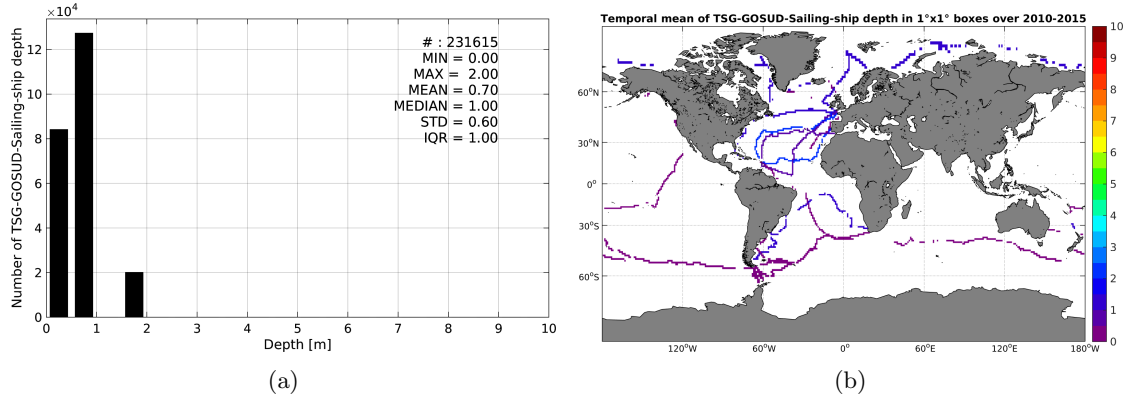 ×10⁴
12
10
8
6
4
2
0
Number of TSG-GOSUD-Sailing-ship depth
# : 231615
MIN = 0.00
MAX = 2.00
MEAN = 0.70
MEDIAN = 1.00
STD = 0.60
IQR = 1.00
0 1 2 3 4 5 6 7 8 9 10
Depth [m]
(a)
Temporal mean of TSG-GOSUD-Sailing-ship depth in 1°x1° boxes over 2010-2015
60°N
30°N
0°
30°S
60°S
120°W 60°W 0° 60°E 120°E 180°W
10
9
8
7
6
5
4
3
2
1
0
(b)